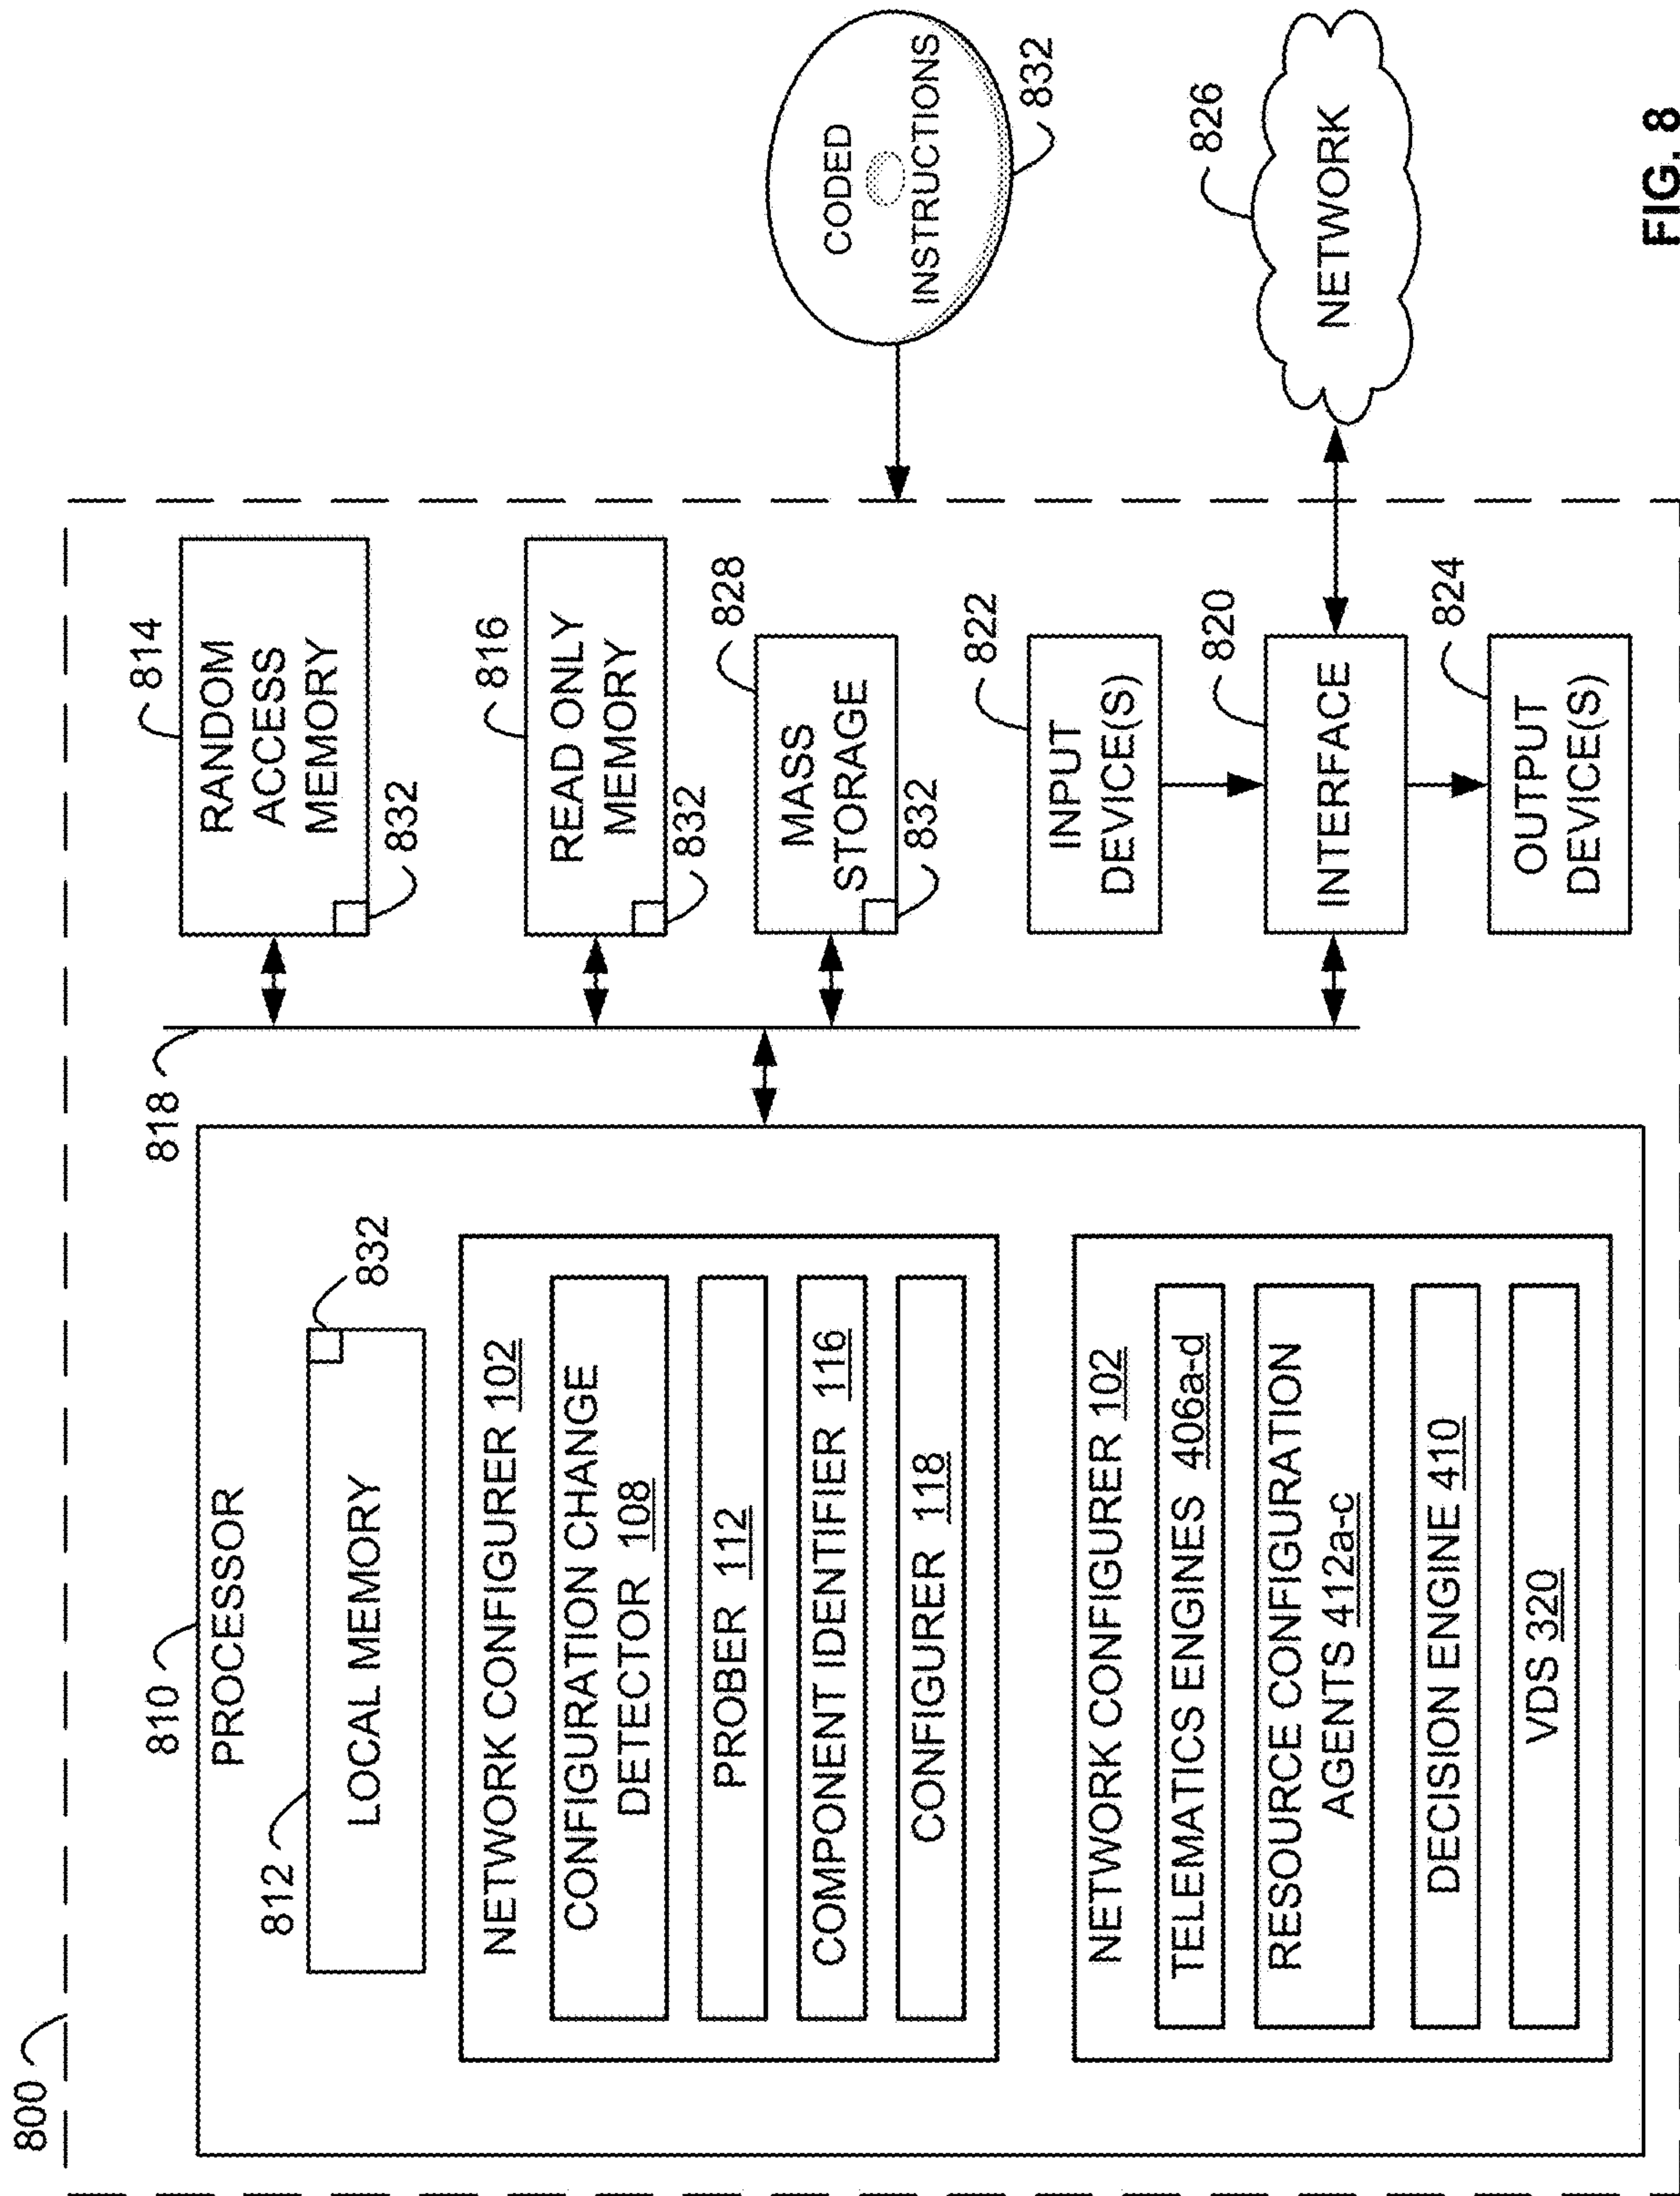 800
810
PROCESSOR
812
LOCAL MEMORY
832
NETWORK CONFIGURER 102
CONFIGURATION CHANGE
DETECTOR 108
PROBER 112
COMPONENT IDENTIFIER 116
CONFIGURER 118
NETWORK CONFIGURER 102
TELEMATICS ENGINES 406a-d
RESOURCE CONFIGURATION
AGENTS 412a-c
DECISION ENGINE 410
VDS 320
818
814
RANDOM
ACCESS
MEMORY
832
816
READ ONLY
MEMORY
832
828
MASS
STORAGE
832
822
INPUT
DEVICE(S)
820
INTERFACE
824
OUTPUT
DEVICE(S)
CODED
INSTRUCTIONS
832
826
NETWORK
FIG. 8